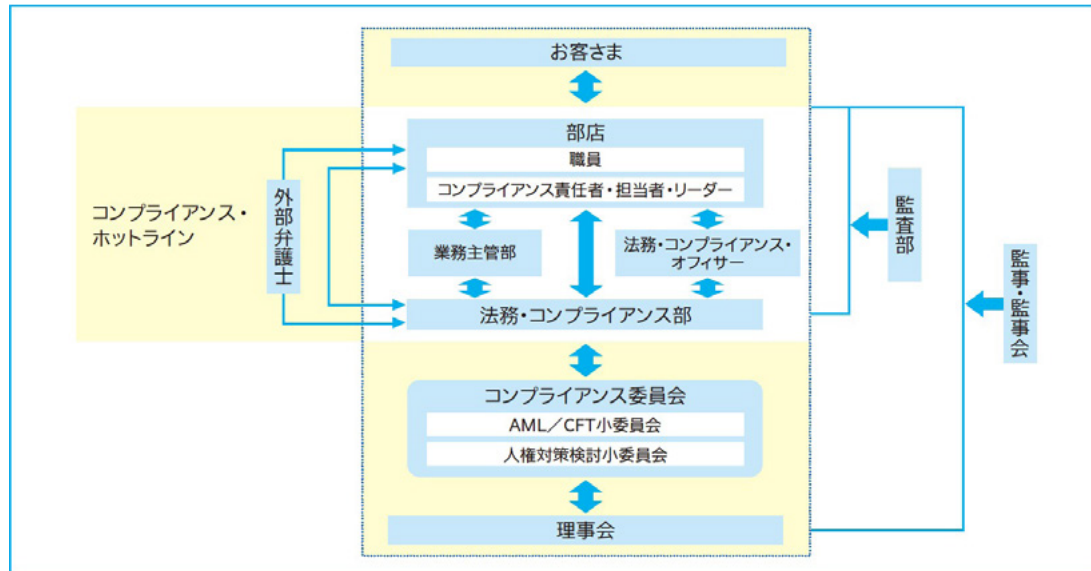 お客さま
部店
職員
コンプライアンス責任者・担当者・リーダー
コンプライアンス・
ホットライン
外部弁護士
業務主管部
法務・コンプライアンス・
オフィサー
監査部
監事・監事会
法務・コンプライアンス部
コンプライアンス委員会
AML／CFT小委員会
人権対策検討小委員会
理事会